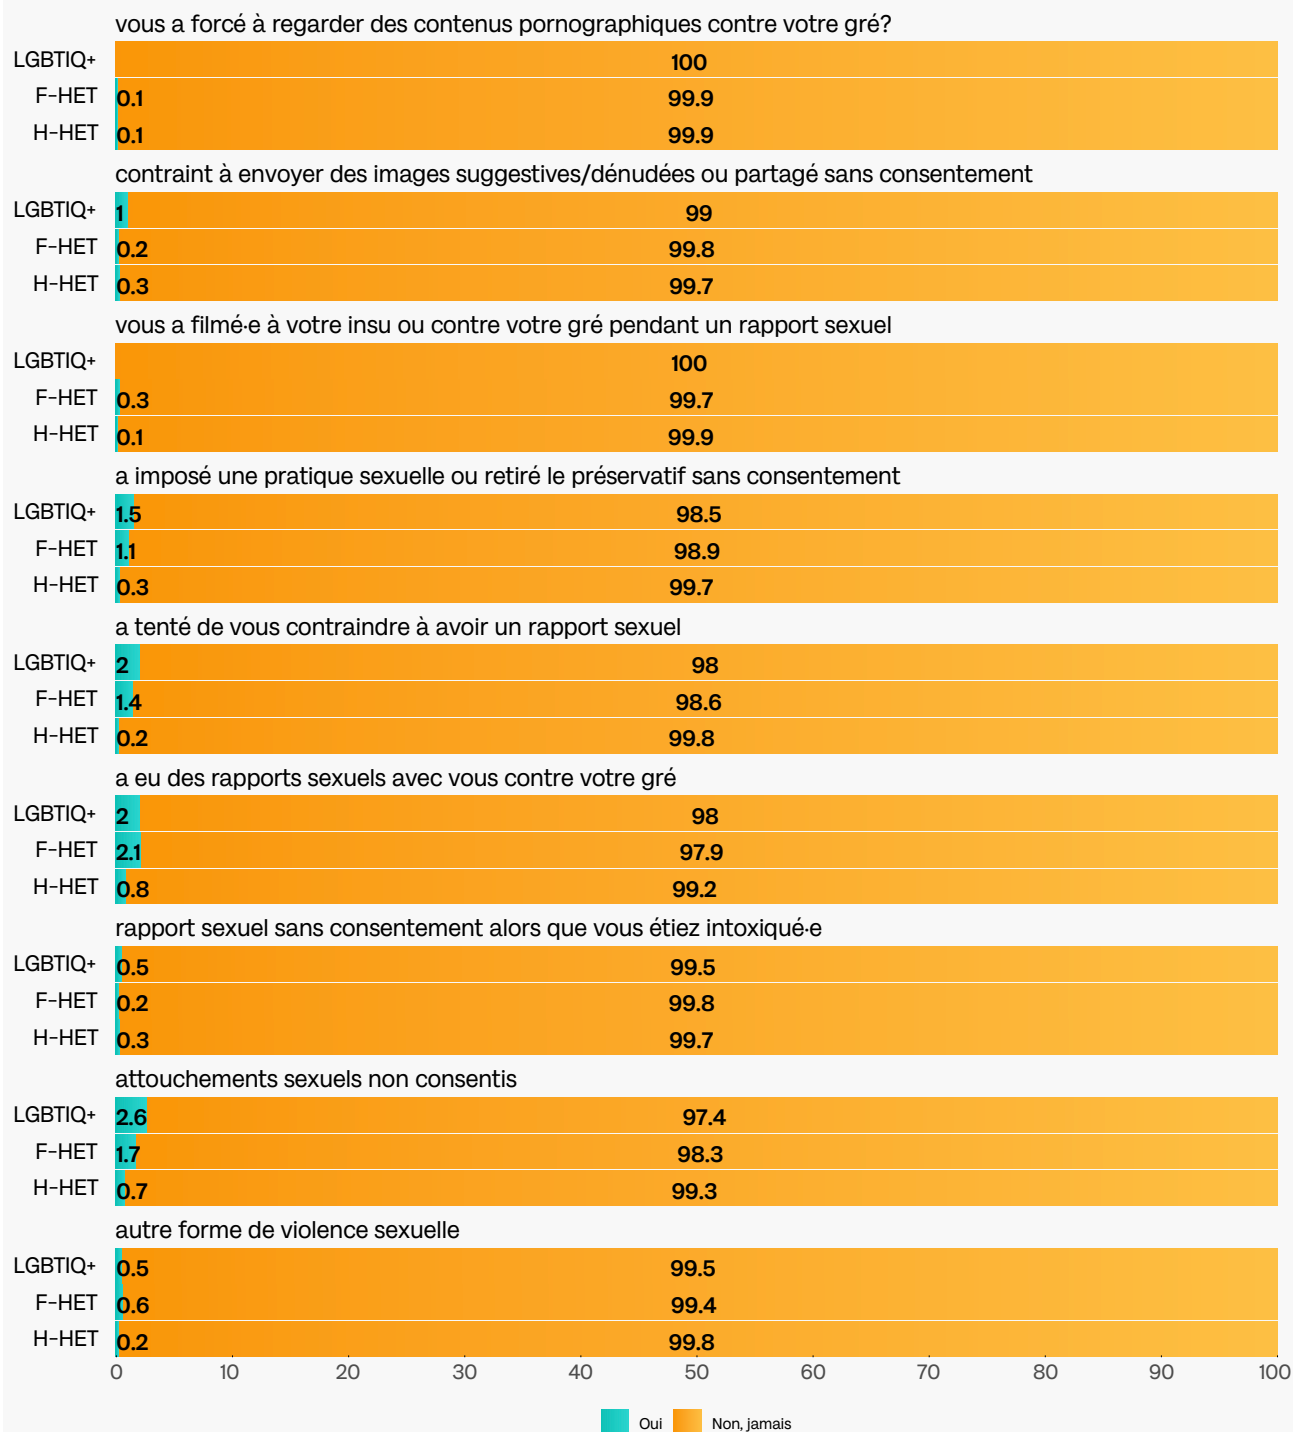 vous a forcé à regarder des contenus pornographiques contre votre gré?
LGBTIQ+ 100
F-HET 0.1 99.9
H-HET 0.1 99.9
contraint à envoyer des images suggestives/dénudées ou partagé sans consentement
LGBTIQ+ 1 99
F-HET 0.2 99.8
H-HET 0.3 99.7
vous a filmé·e à votre insu ou contre votre gré pendant un rapport sexuel
LGBTIQ+ 100
F-HET 0.3 99.7
H-HET 0.1 99.9
a imposé une pratique sexuelle ou retiré le préservatif sans consentement
LGBTIQ+ 1.5 98.5
F-HET 1.1 98.9
H-HET 0.3 99.7
a tenté de vous contraindre à avoir un rapport sexuel
LGBTIQ+ 2 98
F-HET 1.4 98.6
H-HET 0.2 99.8
a eu des rapports sexuels avec vous contre votre gré
LGBTIQ+ 2 98
F-HET 2.1 97.9
H-HET 0.8 99.2
rapport sexuel sans consentement alors que vous étiez intoxiqué·e
LGBTIQ+ 0.5 99.5
F-HET 0.2 99.8
H-HET 0.3 99.7
attouchements sexuels non consentis
LGBTIQ+ 2.6 97.4
F-HET 1.7 98.3
H-HET 0.7 99.3
autre forme de violence sexuelle
LGBTIQ+ 0.5 99.5
F-HET 0.6 99.4
H-HET 0.2 99.8
0 10 20 30 40 50 60 70 80 90 100
Oui Non, jamais